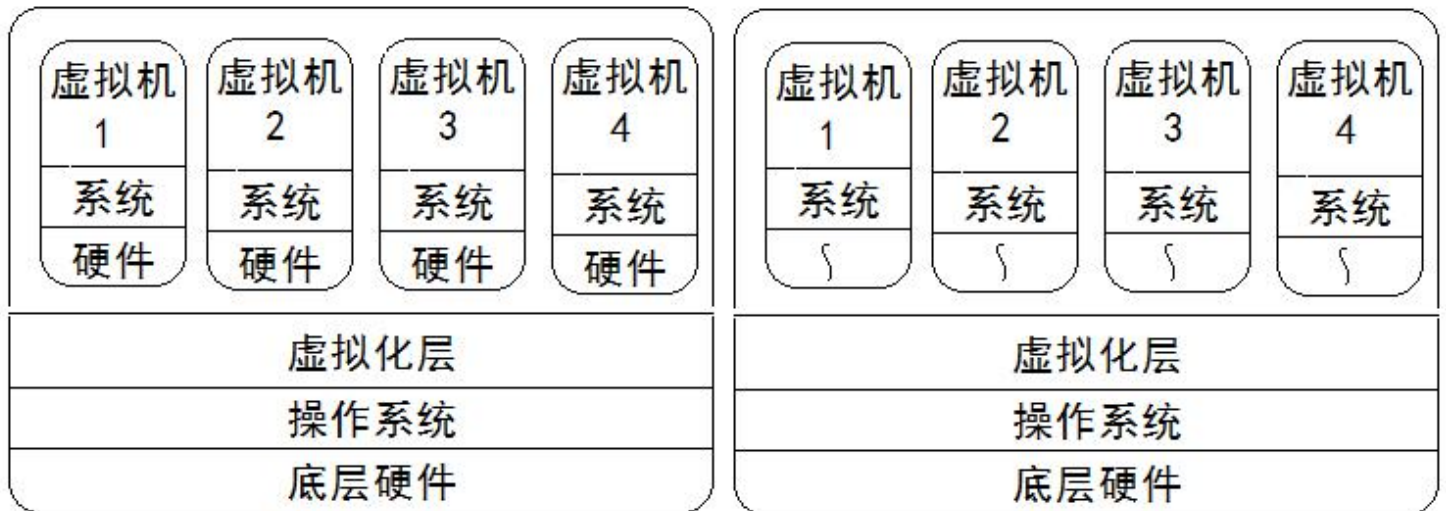 虚拟机 虚拟机 虚拟机 虚拟机
1 2 3 4
系统 系统 系统 系统
硬件 硬件 硬件 硬件
虚拟化层
操作系统
底层硬件
虚拟机 虚拟机 虚拟机 虚拟机
1 2 3 4
系统 系统 系统 系统
∫ ∫ ∫ ∫
虚拟化层
操作系统
底层硬件